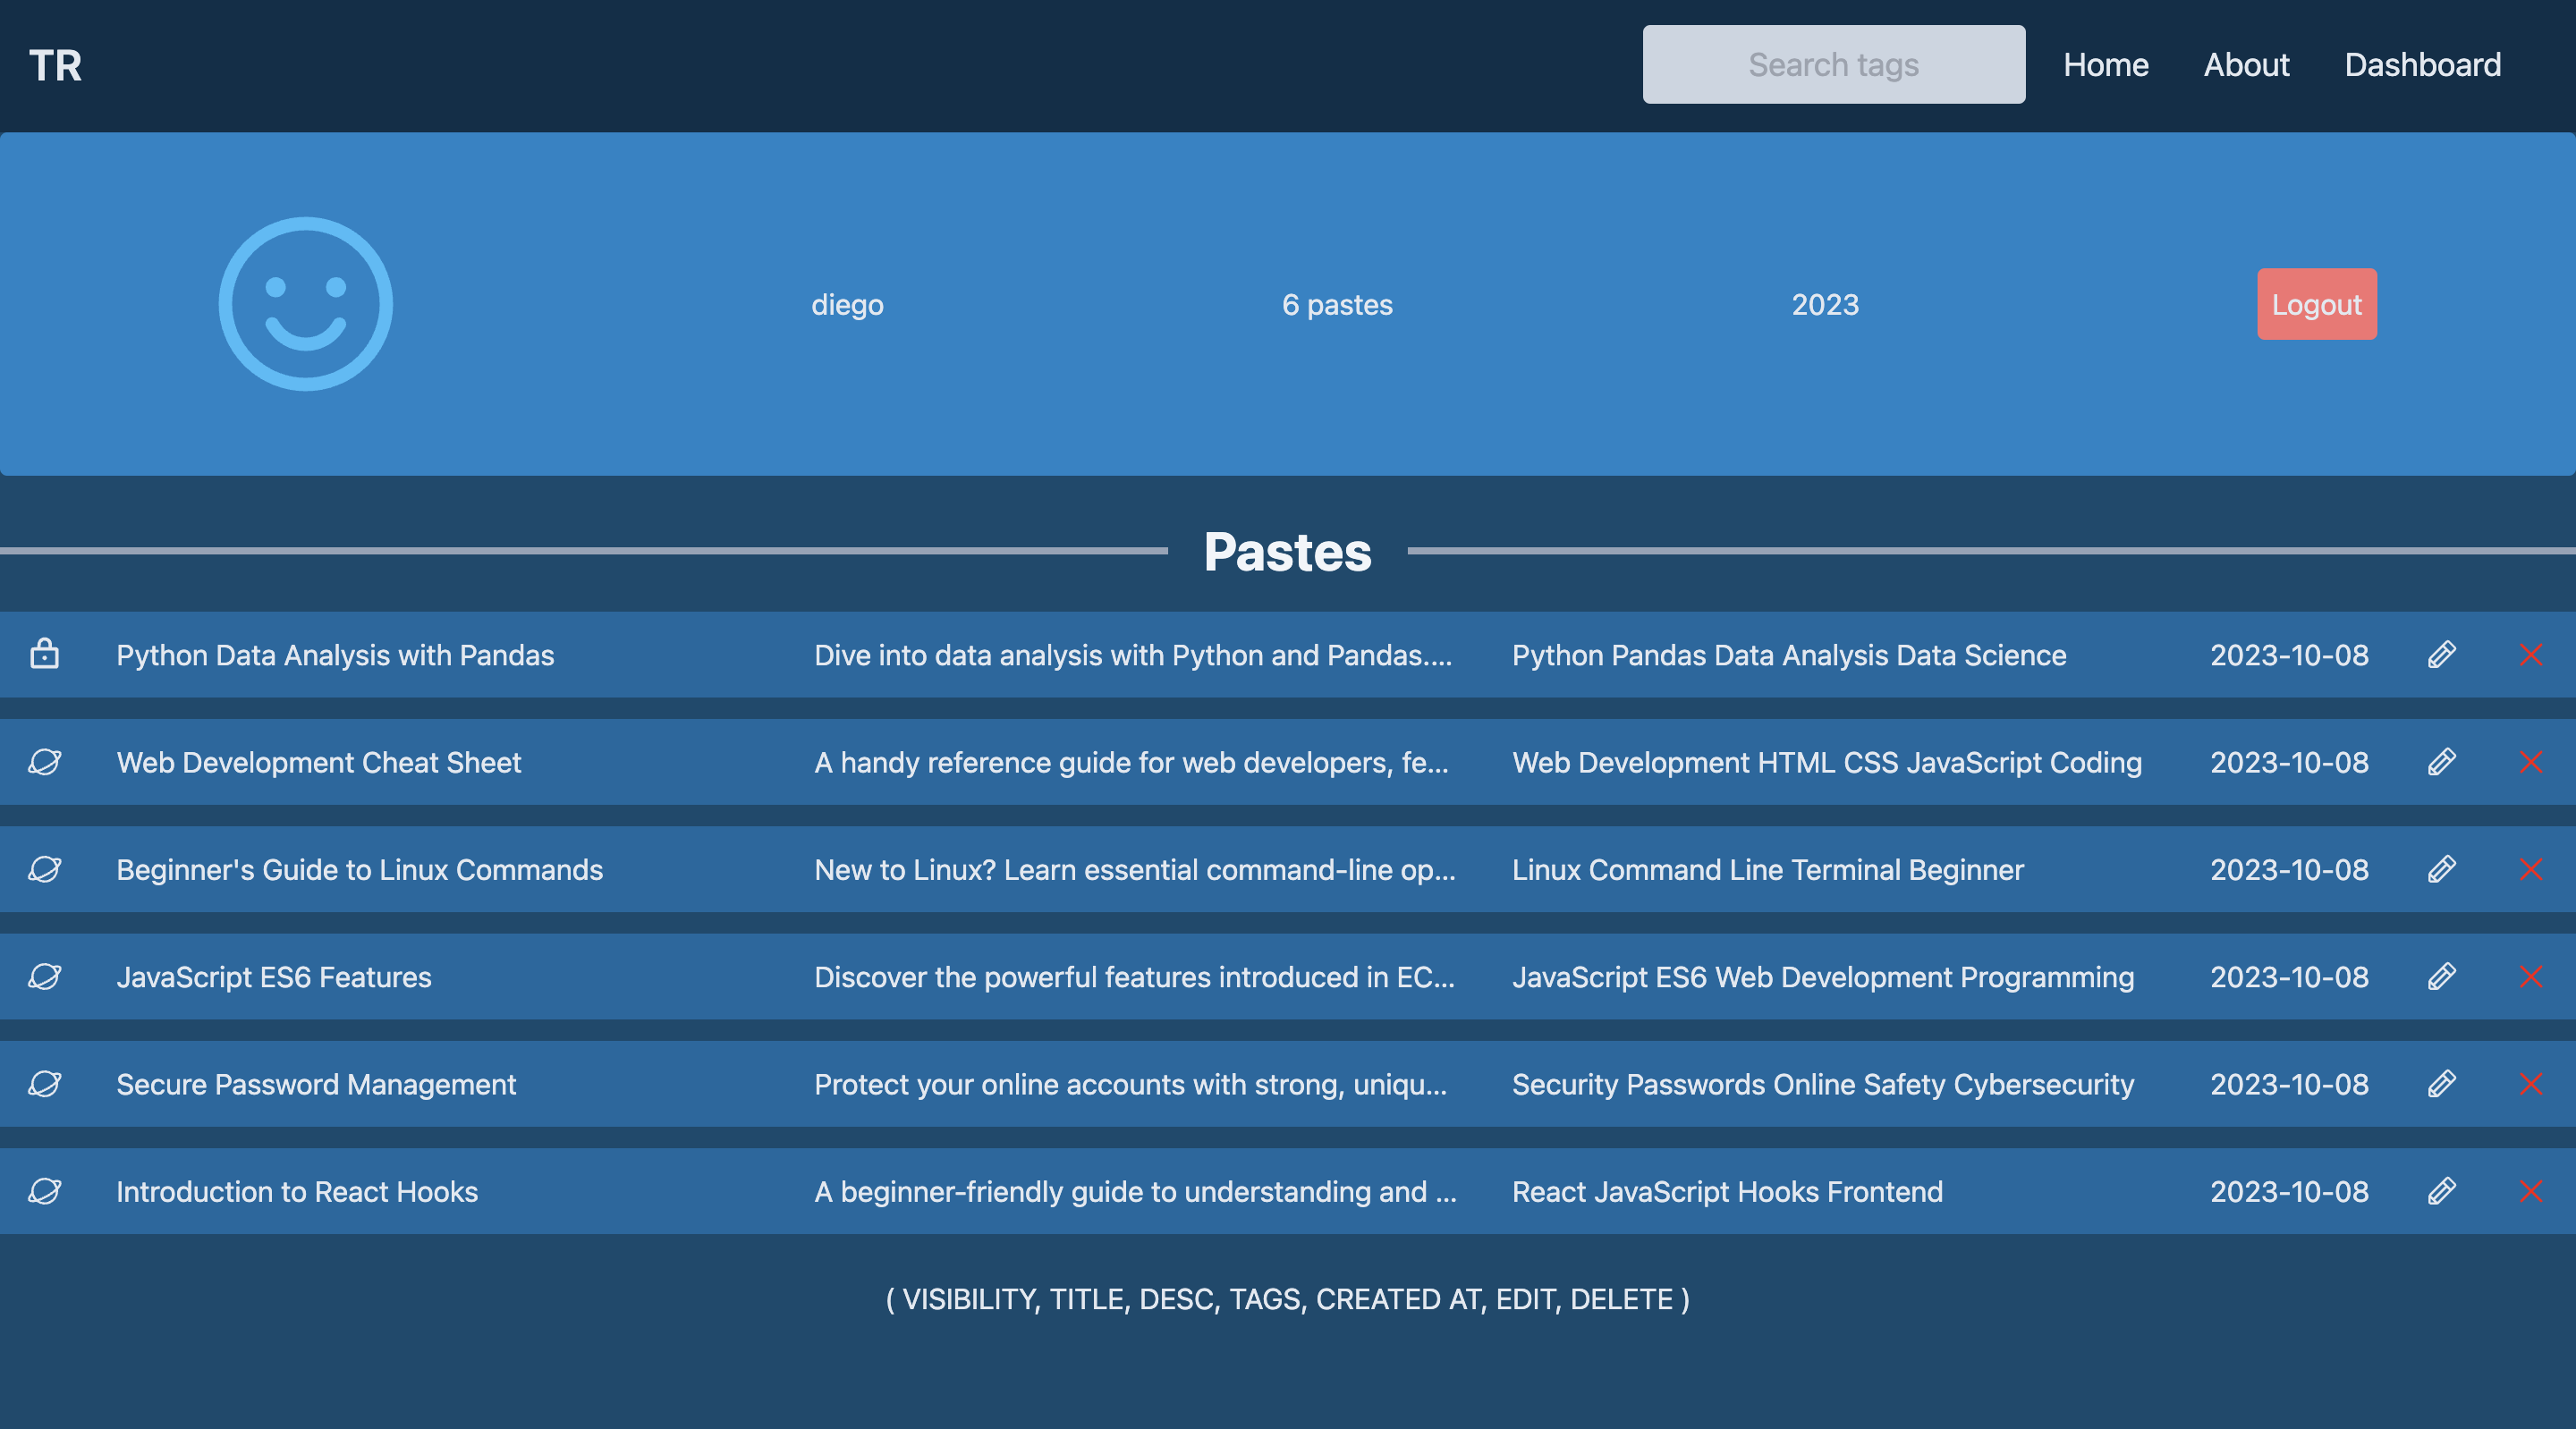 TR Search tags Home About Dashboard
diego 6 pastes 2023 Logout
Pastes
Python Data Analysis with Pandas Dive into data analysis with Python and Pandas.... Python Pandas Data Analysis Data Science 2023-10-08
Web Development Cheat Sheet A handy reference guide for web developers, fe... Web Development HTML CSS JavaScript Coding 2023-10-08
Beginner's Guide to Linux Commands New to Linux? Learn essential command-line op... Linux Command Line Terminal Beginner 2023-10-08
JavaScript ES6 Features Discover the powerful features introduced in EC... JavaScript ES6 Web Development Programming 2023-10-08
Secure Password Management Protect your online accounts with strong, uniqu... Security Passwords Online Safety Cybersecurity 2023-10-08
Introduction to React Hooks A beginner-friendly guide to understanding and ... React JavaScript Hooks Frontend 2023-10-08
( VISIBILITY, TITLE, DESC, TAGS, CREATED AT, EDIT, DELETE )